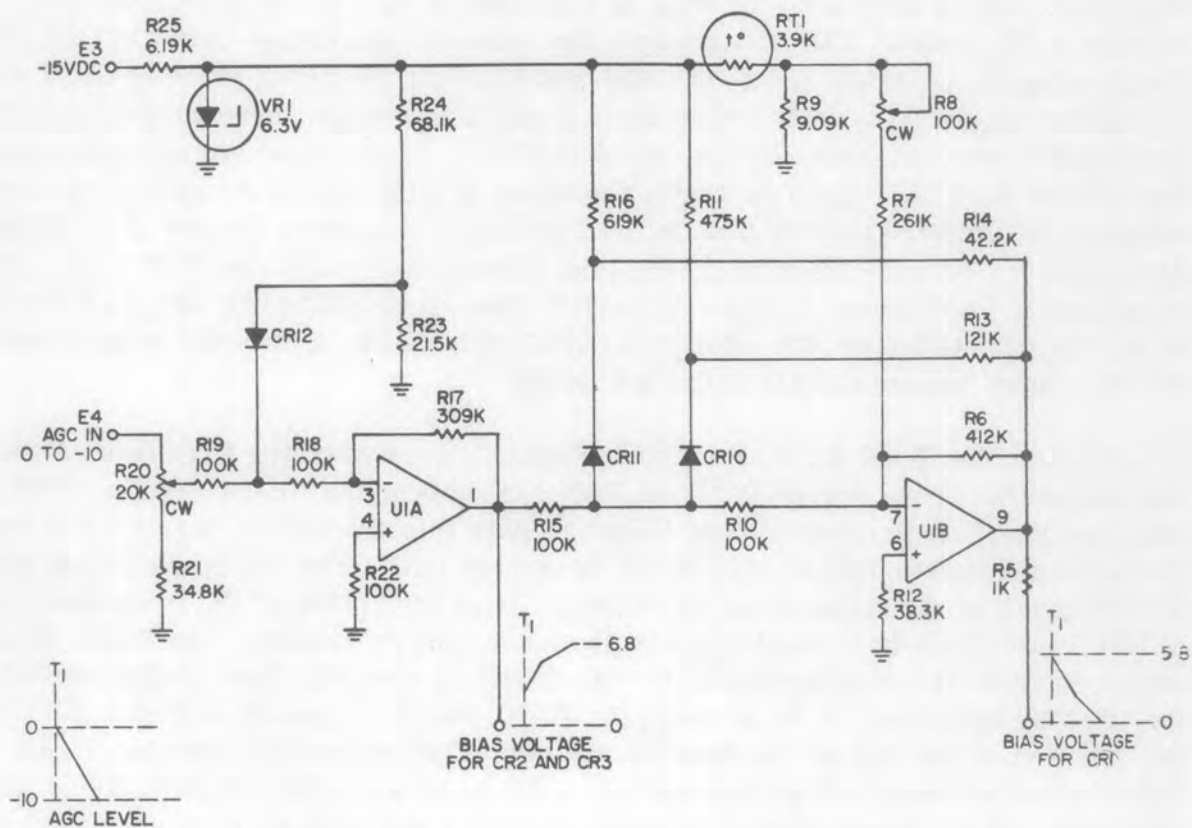 R25
6.19K
E3
-15VDC
VR1
6.3V
R24
68.1K
t°
RT1
3.9K
R9
9.09K
R8
100K
CW
R16
619K
R11
475K
R7
261K
R14
42.2K
CR12
R23
21.5K
R13
121K
R17
309K
R6
412K
E4
AGC IN
0 TO -10
R19
100K
R18
100K
R20
20K
CW
3
-
4
+
U1A
1
CR11
CR10
R15
100K
R10
100K
7
-
6
+
U1B
9
R21
34.8K
R22
100K
R12
38.3K
R5
1K
T1
0
-10
AGC LEVEL
T1
6.8
0
BIAS VOLTAGE
FOR CR2 AND CR3
T1
5.8
0
BIAS VOLTAGE
FOR CR1